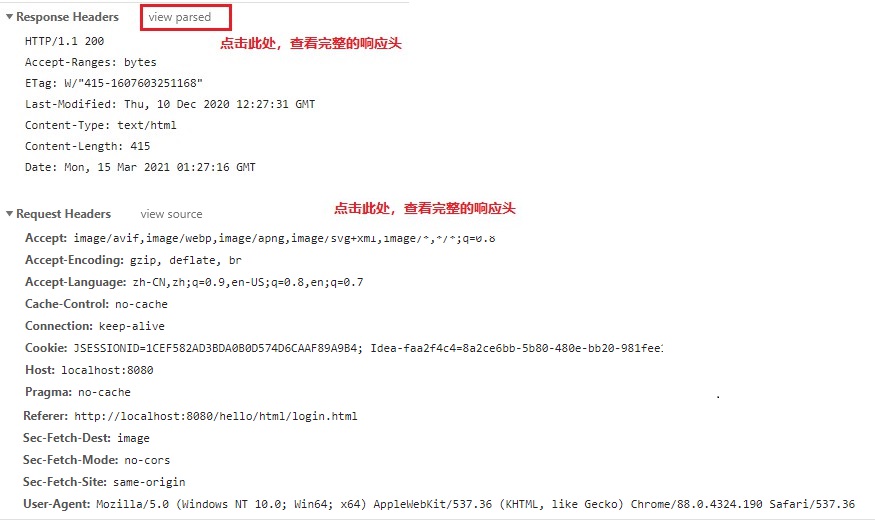 Response Headers view parsed
点击此处，查看完整的响应头
HTTP/1.1 200
Accept-Ranges: bytes
ETag: W/"415-1607603251168"
Last-Modified: Thu, 10 Dec 2020 12:27:31 GMT
Content-Type: text/html
Content-Length: 415
Date: Mon, 15 Mar 2021 01:27:16 GMT
点击此处，查看完整的响应头
Request Headers view source
Accept: image/avif,image/webp,image/apng,image/svg+xml,image/*,*/*;q=0.8
Accept-Encoding: gzip, deflate, br
Accept-Language: zh-CN,zh;q=0.9,en-US;q=0.8,en;q=0.7
Cache-Control: no-cache
Connection: keep-alive
Cookie: JSESSIONID=1CEF582AD3BDA0B0D574D6CAAF89A9B4; Idea-faa2f4c4=8a2ce6bb-5b80-480e-bb20-981fee1
Host: localhost:8080
Pragma: no-cache
Referer: http://localhost:8080/hello/html/login.html
Sec-Fetch-Dest: image
Sec-Fetch-Mode: no-cors
Sec-Fetch-Site: same-origin
User-Agent: Mozilla/5.0 (Windows NT 10.0; Win64; x64) AppleWebKit/537.36 (KHTML, like Gecko) Chrome/88.0.4324.190 Safari/537.36